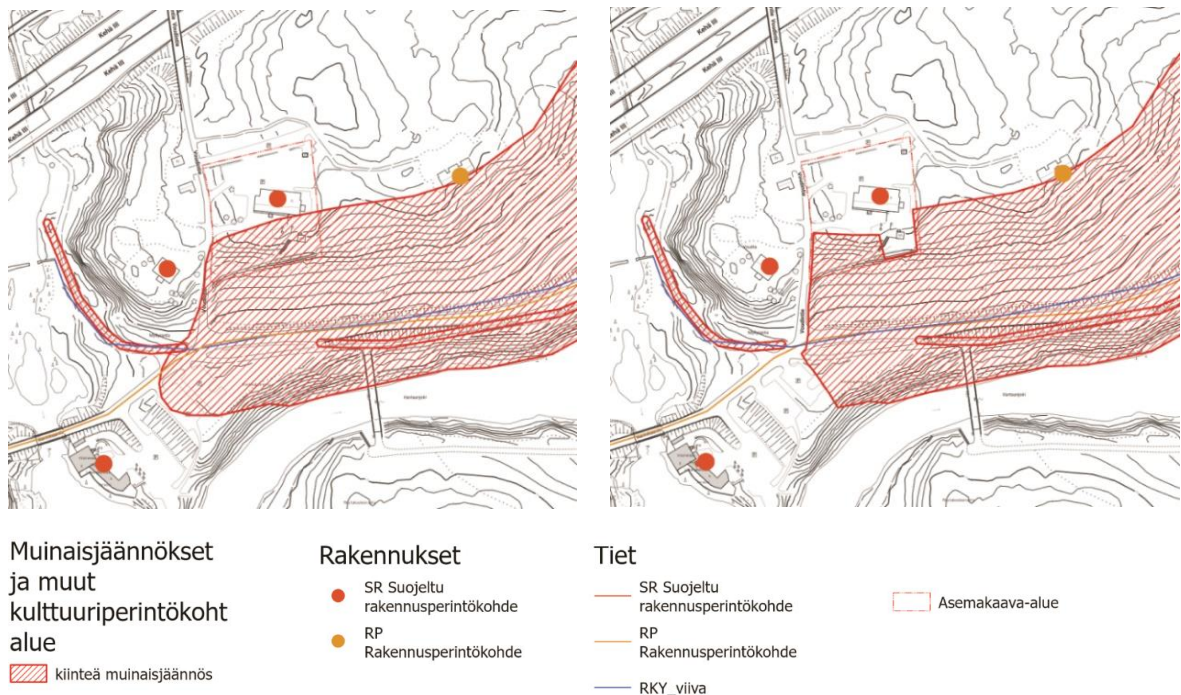 Kehä III
Kehä III
Kehä III
Kehä III
Muinaisjäännökset
ja muut
kulttuuriperintökoht
alue
kiinteä muinaisjäännös
Rakennukset
SR Suojeltu
rakennusperintökohde
RP
Rakennusperintökohde
Tiet
SR Suojeltu
rakennusperintökohde
RP
Rakennusperintökohde
RKY_viiva
Asemakaava-alue